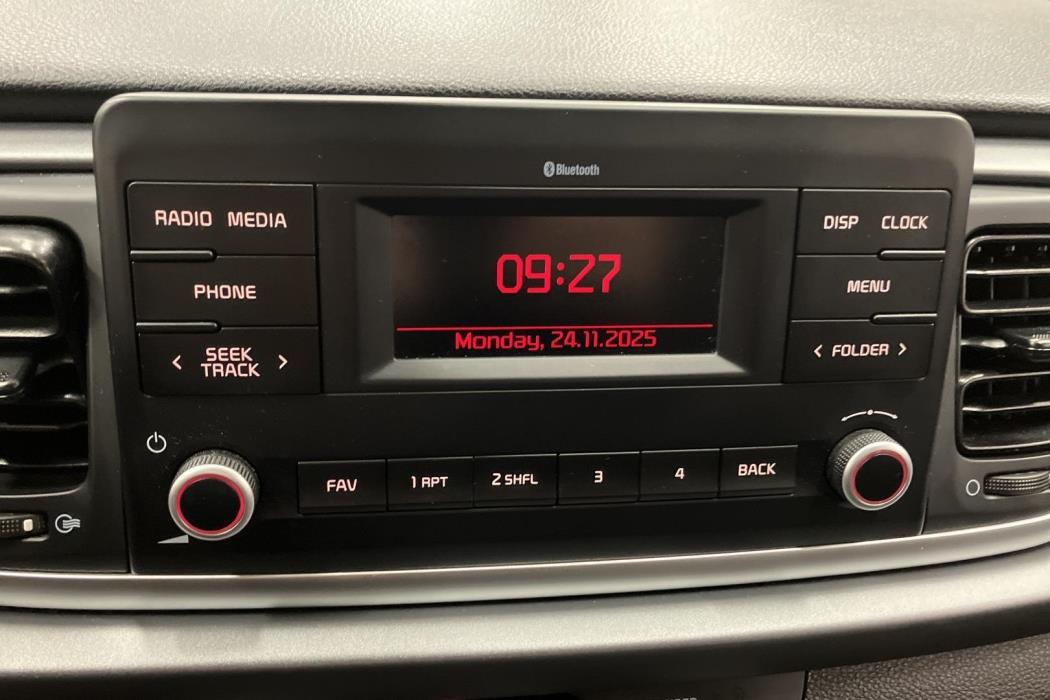 Bluetooth
RADIO MEDIA
DISP CLOCK
09:27
PHONE
MENU
Monday, 24.11.2025
< SEEK >
TRACK
< FOLDER >
FAV
1 RPT
2 SHFL
3
4
BACK